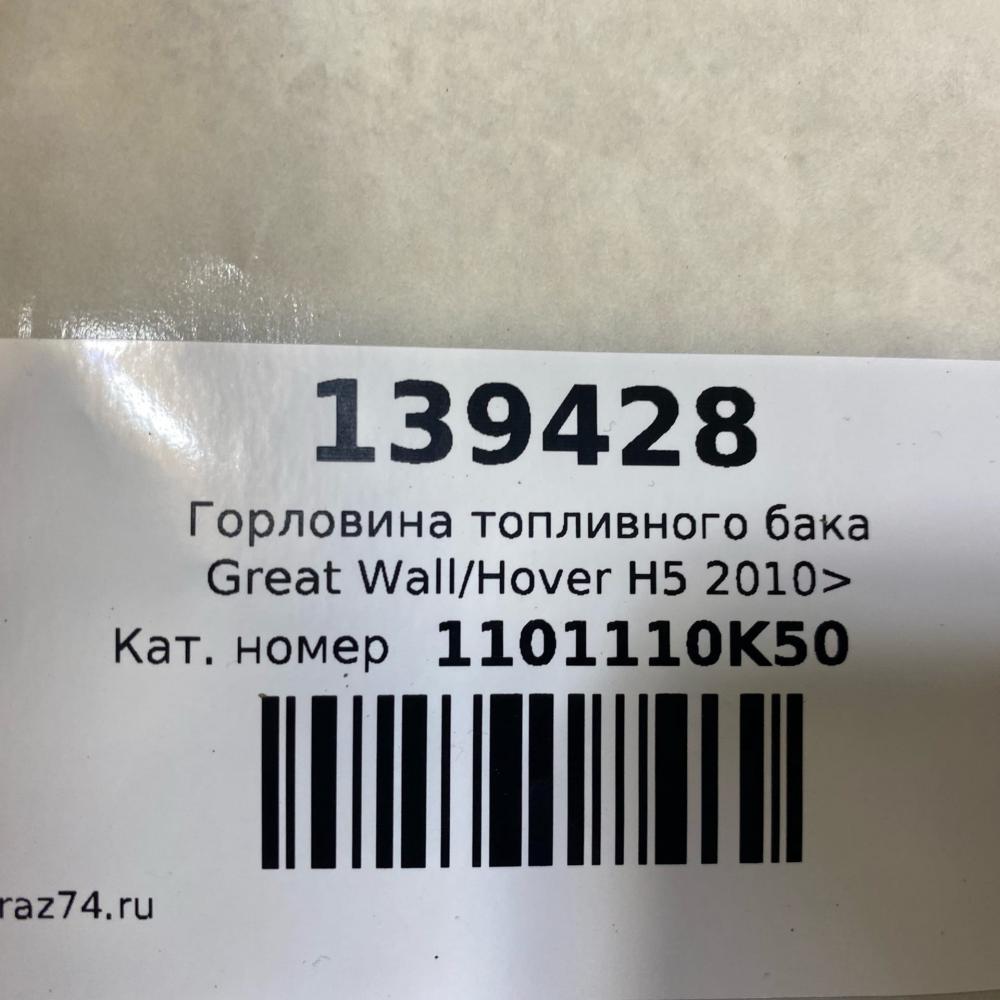 139428
Горловина топливного бака
Great Wall/Hover H5 2010>
Кат. номер 1101110K50
raz74.ru